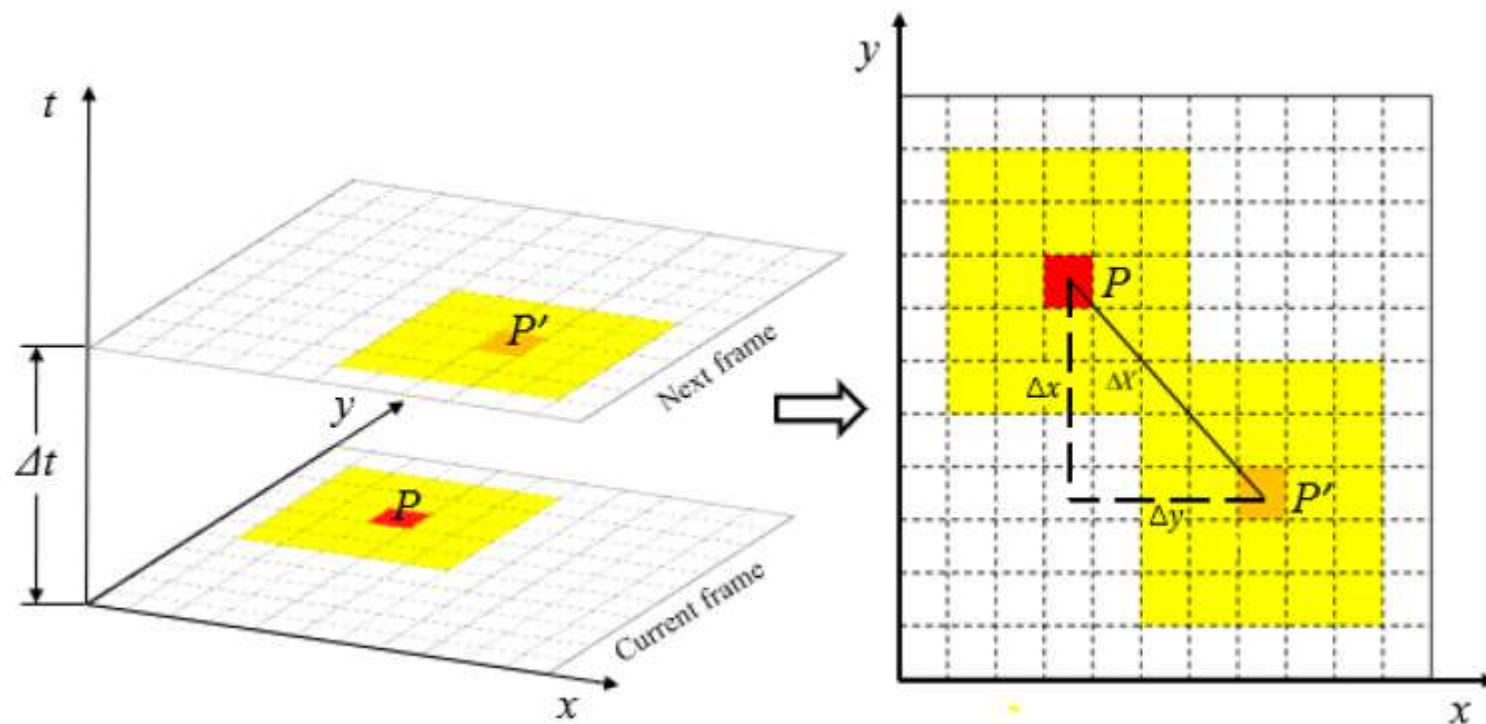 t
P′
Next frame
y
Δt
P
Current frame
x
y
P
Δx
ΔX
P′
Δy
x